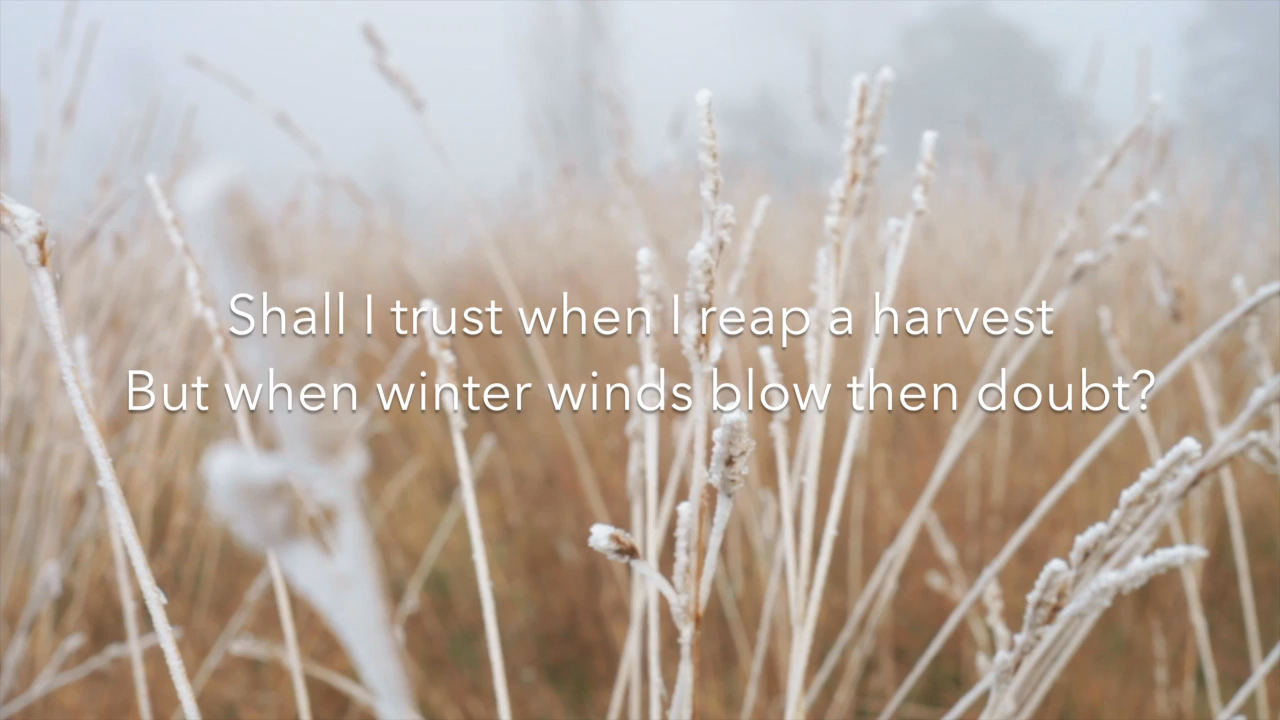 Shall I trust when I reap a harvest
But when winter winds blow then doubt?